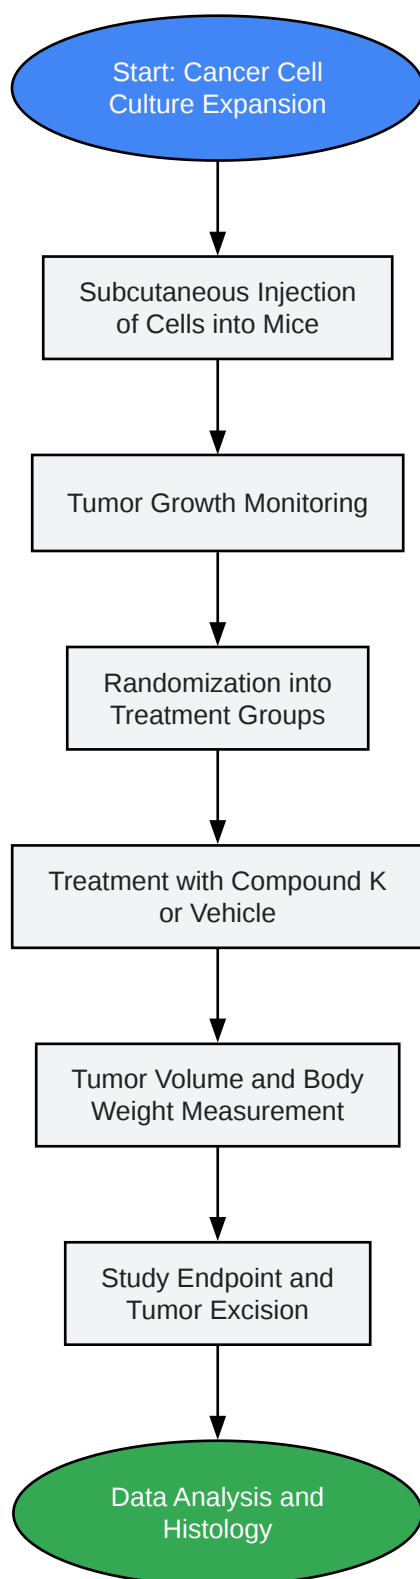 Start: Cancer Cell
Culture Expansion
Subcutaneous Injection
of Cells into Mice
Tumor Growth Monitoring
Randomization into
Treatment Groups
Treatment with Compound K
or Vehicle
Tumor Volume and Body
Weight Measurement
Study Endpoint and
Tumor Excision
Data Analysis and
Histology